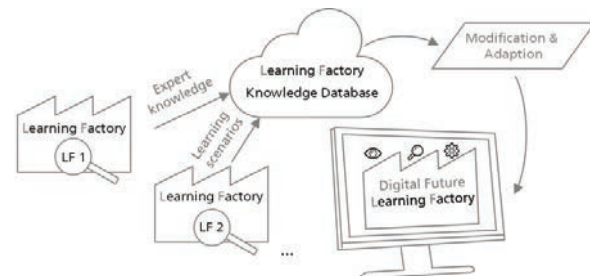 Learning Factory
LF 1
Expert
knowledge
Learning
scenarios
Learning Factory
LF 2
...
Learning Factory
Knowledge Database
Modification &
Adaption
Digital Future
Learning Factory